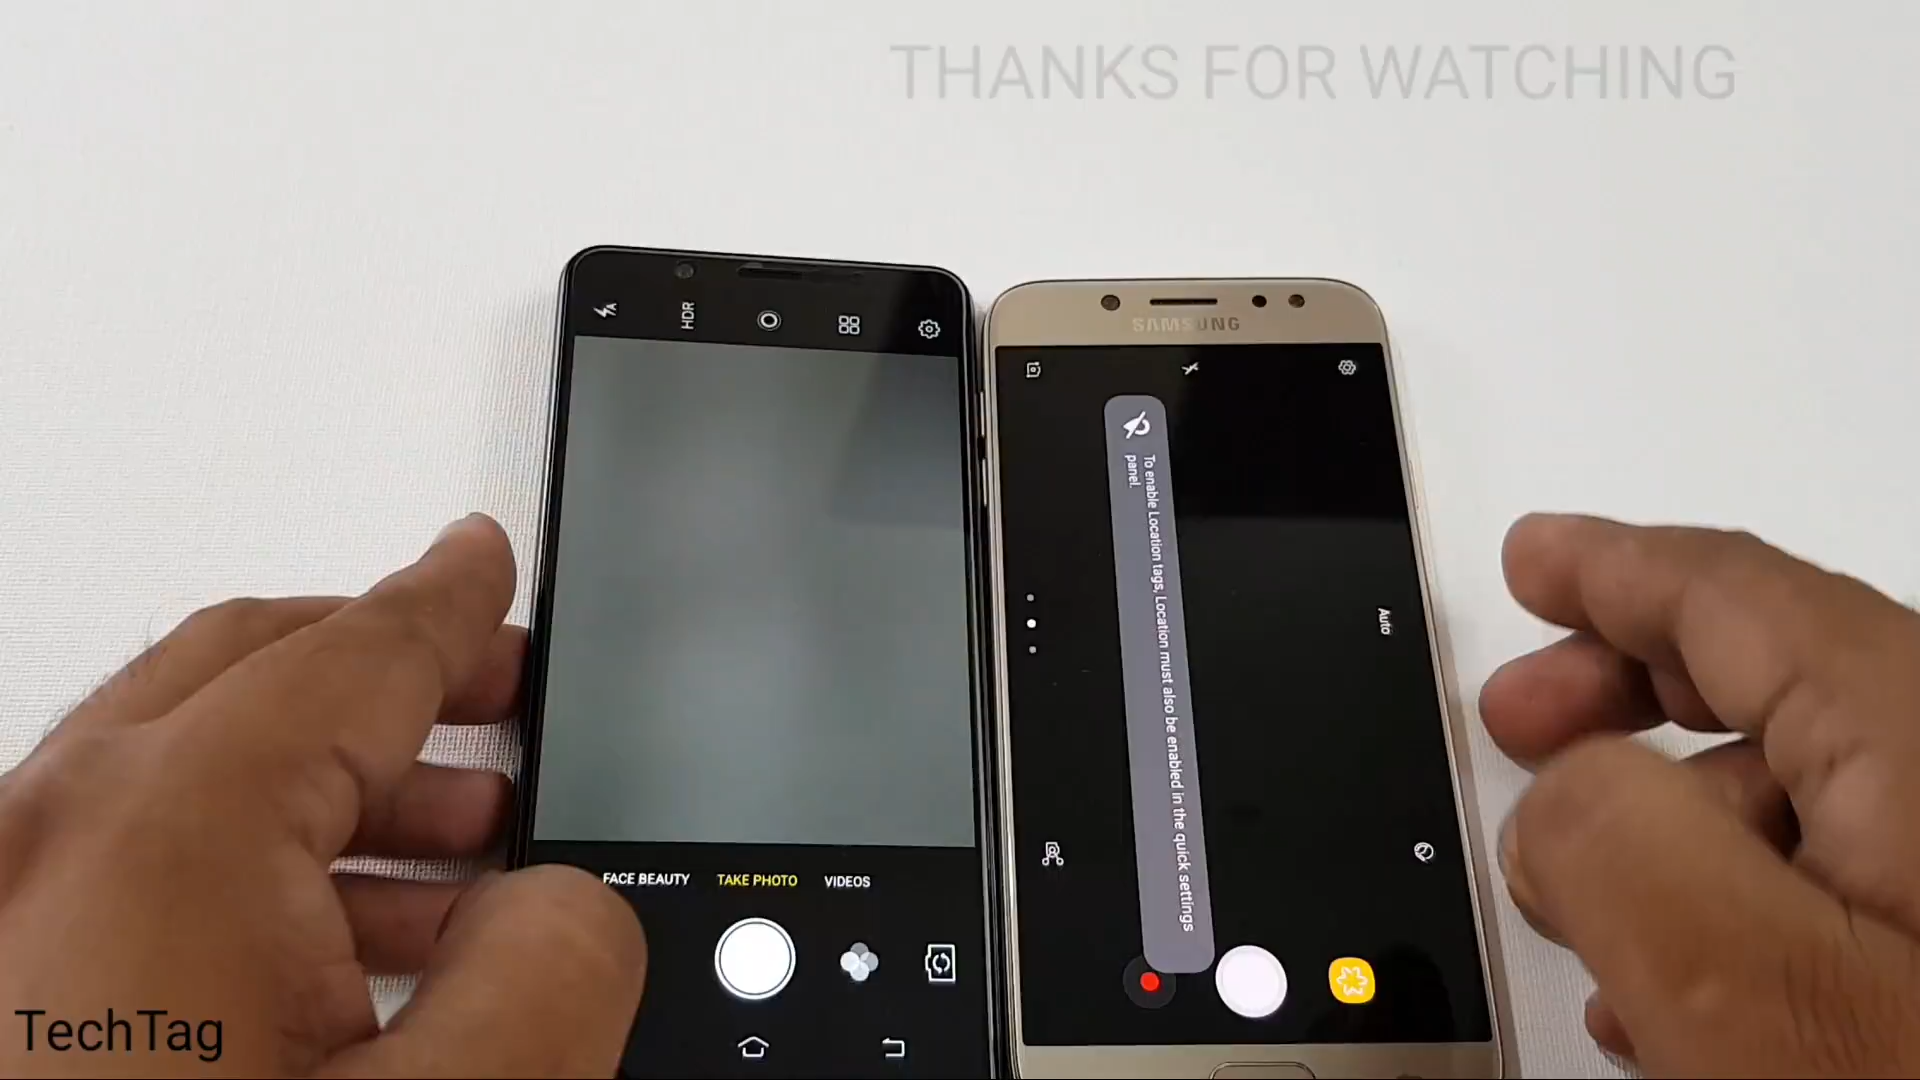 THANKS FOR WATCHING
HDR
SAMSUNG
To enable Location tags, Location must also be enabled in the quick settings
panel.
Auto
FACE BEAUTY
TAKE PHOTO
VIDEOS
TechTag